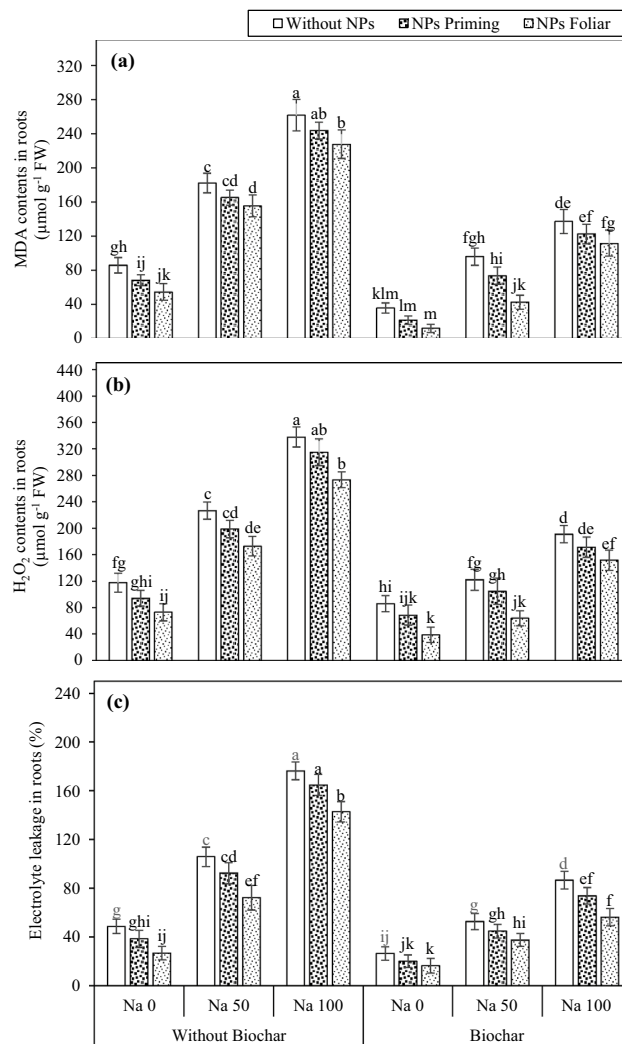 Without NPs NPs Priming NPs Foliar
(a)
MDA contents in roots
(µmol g⁻¹ FW)
320
280
240
200
160
120
80
40
0
gh ij jk c cd d a ab b klm lm m fgh hi jk de ef fg
(b)
H₂O₂ contents in roots
(µmol g⁻¹ FW)
440
400
360
320
280
240
200
160
120
80
40
0
fg ghi ij c cd de a ab b hi ijk k fg gh jk d de ef
(c)
Electrolyte leakage in roots (%)
240
200
160
120
80
40
0
g ghi ij c cd ef a a b ij jk k g gh hi d ef f
Na 0 Na 50 Na 100 Na 0 Na 50 Na 100
Without Biochar Biochar